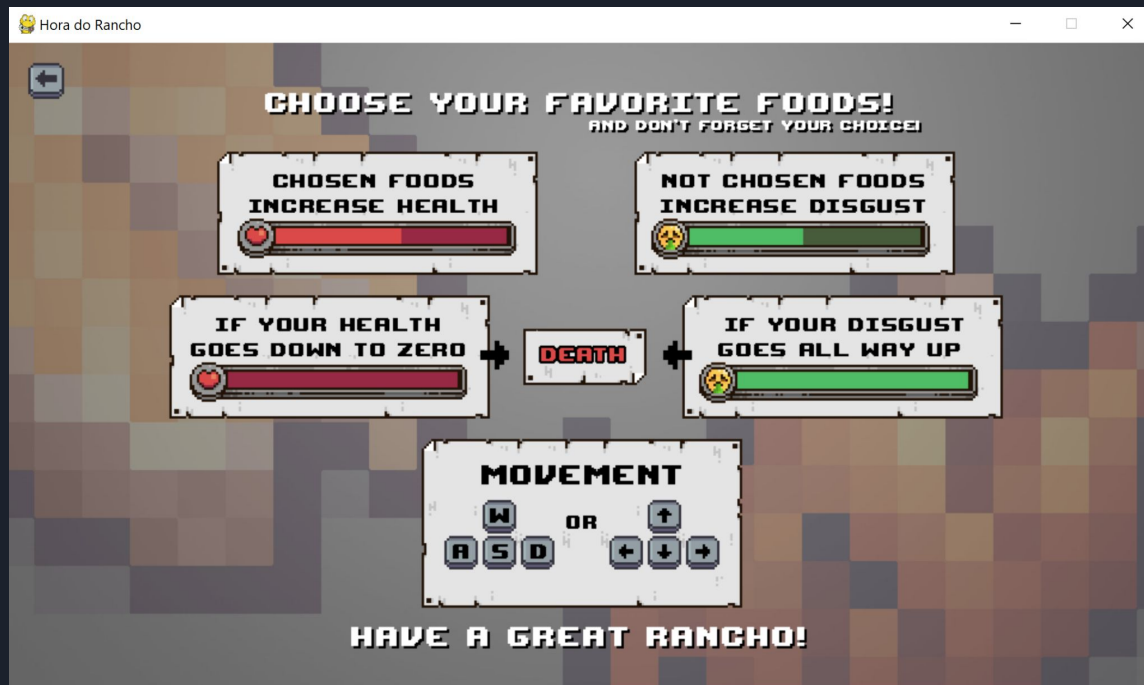 Hora do Rancho
CHOOSE YOUR FAVORITE FOODS!
AND DON'T FORGET YOUR CHOICE!
CHOSEN FOODS
INCREASE HEALTH
NOT CHOSEN FOODS
INCREASE DISGUST
IF YOUR HEALTH
GOES DOWN TO ZERO
DEATH
IF YOUR DISGUST
GOES ALL WAY UP
MOVEMENT
W
OR
A S D
HAVE A GREAT RANCHO!